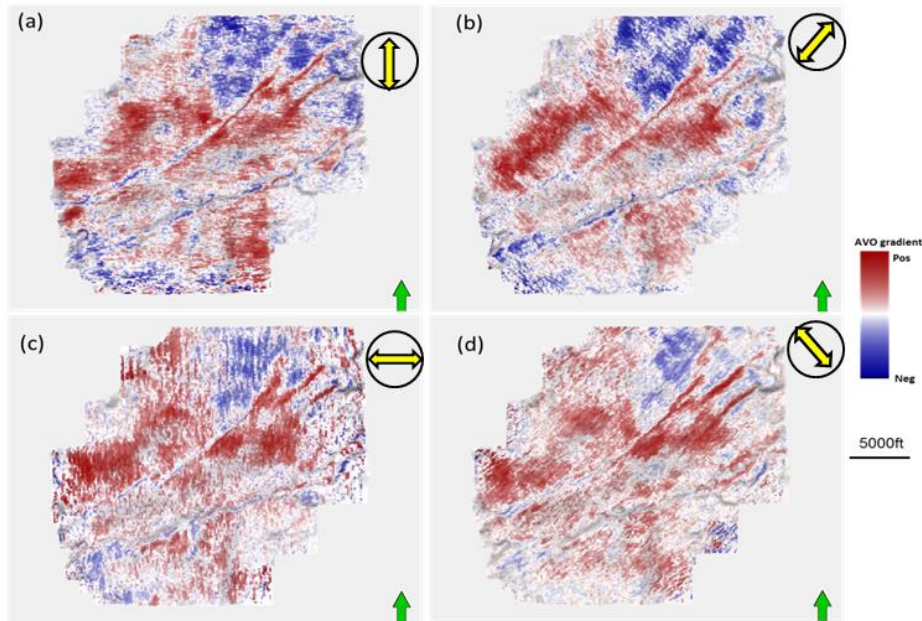 (a)
(b)
AVO gradient
Pos
Neg
(c)
(d)
5000ft